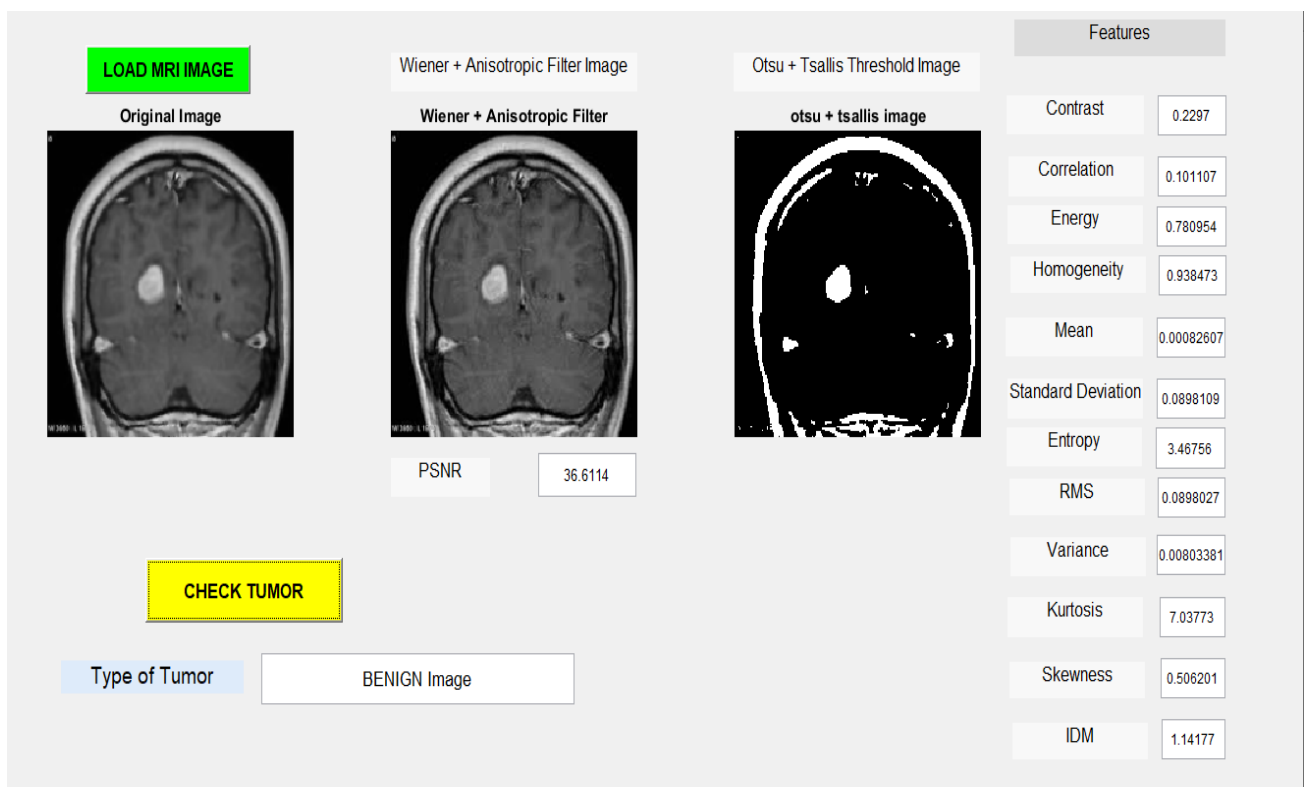 Features
LOAD MRI IMAGE
Wiener + Anisotropic Filter Image
Otsu + Tsallis Threshold Image
Original Image
Wiener + Anisotropic Filter
otsu + tsallis image
Contrast
0.2297
Correlation
0.101107
Energy
0.780954
Homogeneity
0.938473
Mean
0.00082607
Standard Deviation
0.0898109
Entropy
3.46756
RMS
0.0898027
Variance
0.00803381
Kurtosis
7.03773
Skewness
0.506201
IDM
1.14177
PSNR
36.6114
CHECK TUMOR
Type of Tumor
BENIGN Image